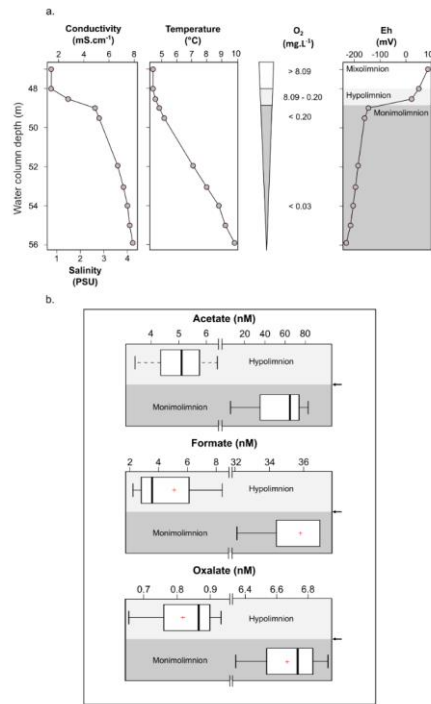 a.
Conductivity Temperature O₂ Eh
(mS.cm⁻¹) (°C) (mg.L⁻¹) (mV)
2 4 6 8 5 6 7 8 9 10 -200 -100 0 100
Mixolimnion
> 8.09
48
Hypolimnion
8.09 - 0.20
Monimolimnion
50
< 0.20
Water column depth (m)
52
54
< 0.03
56
1 2 3 4
Salinity
(PSU)
b.
Acetate (nM)
4 5 6 20 40 60 80
Hypolimnion
Monimolimnion
Formate (nM)
2 4 6 8 32 34 36
Hypolimnion
Monimolimnion
Oxalate (nM)
0.7 0.8 0.9 6.4 6.6 6.8
Hypolimnion
Monimolimnion